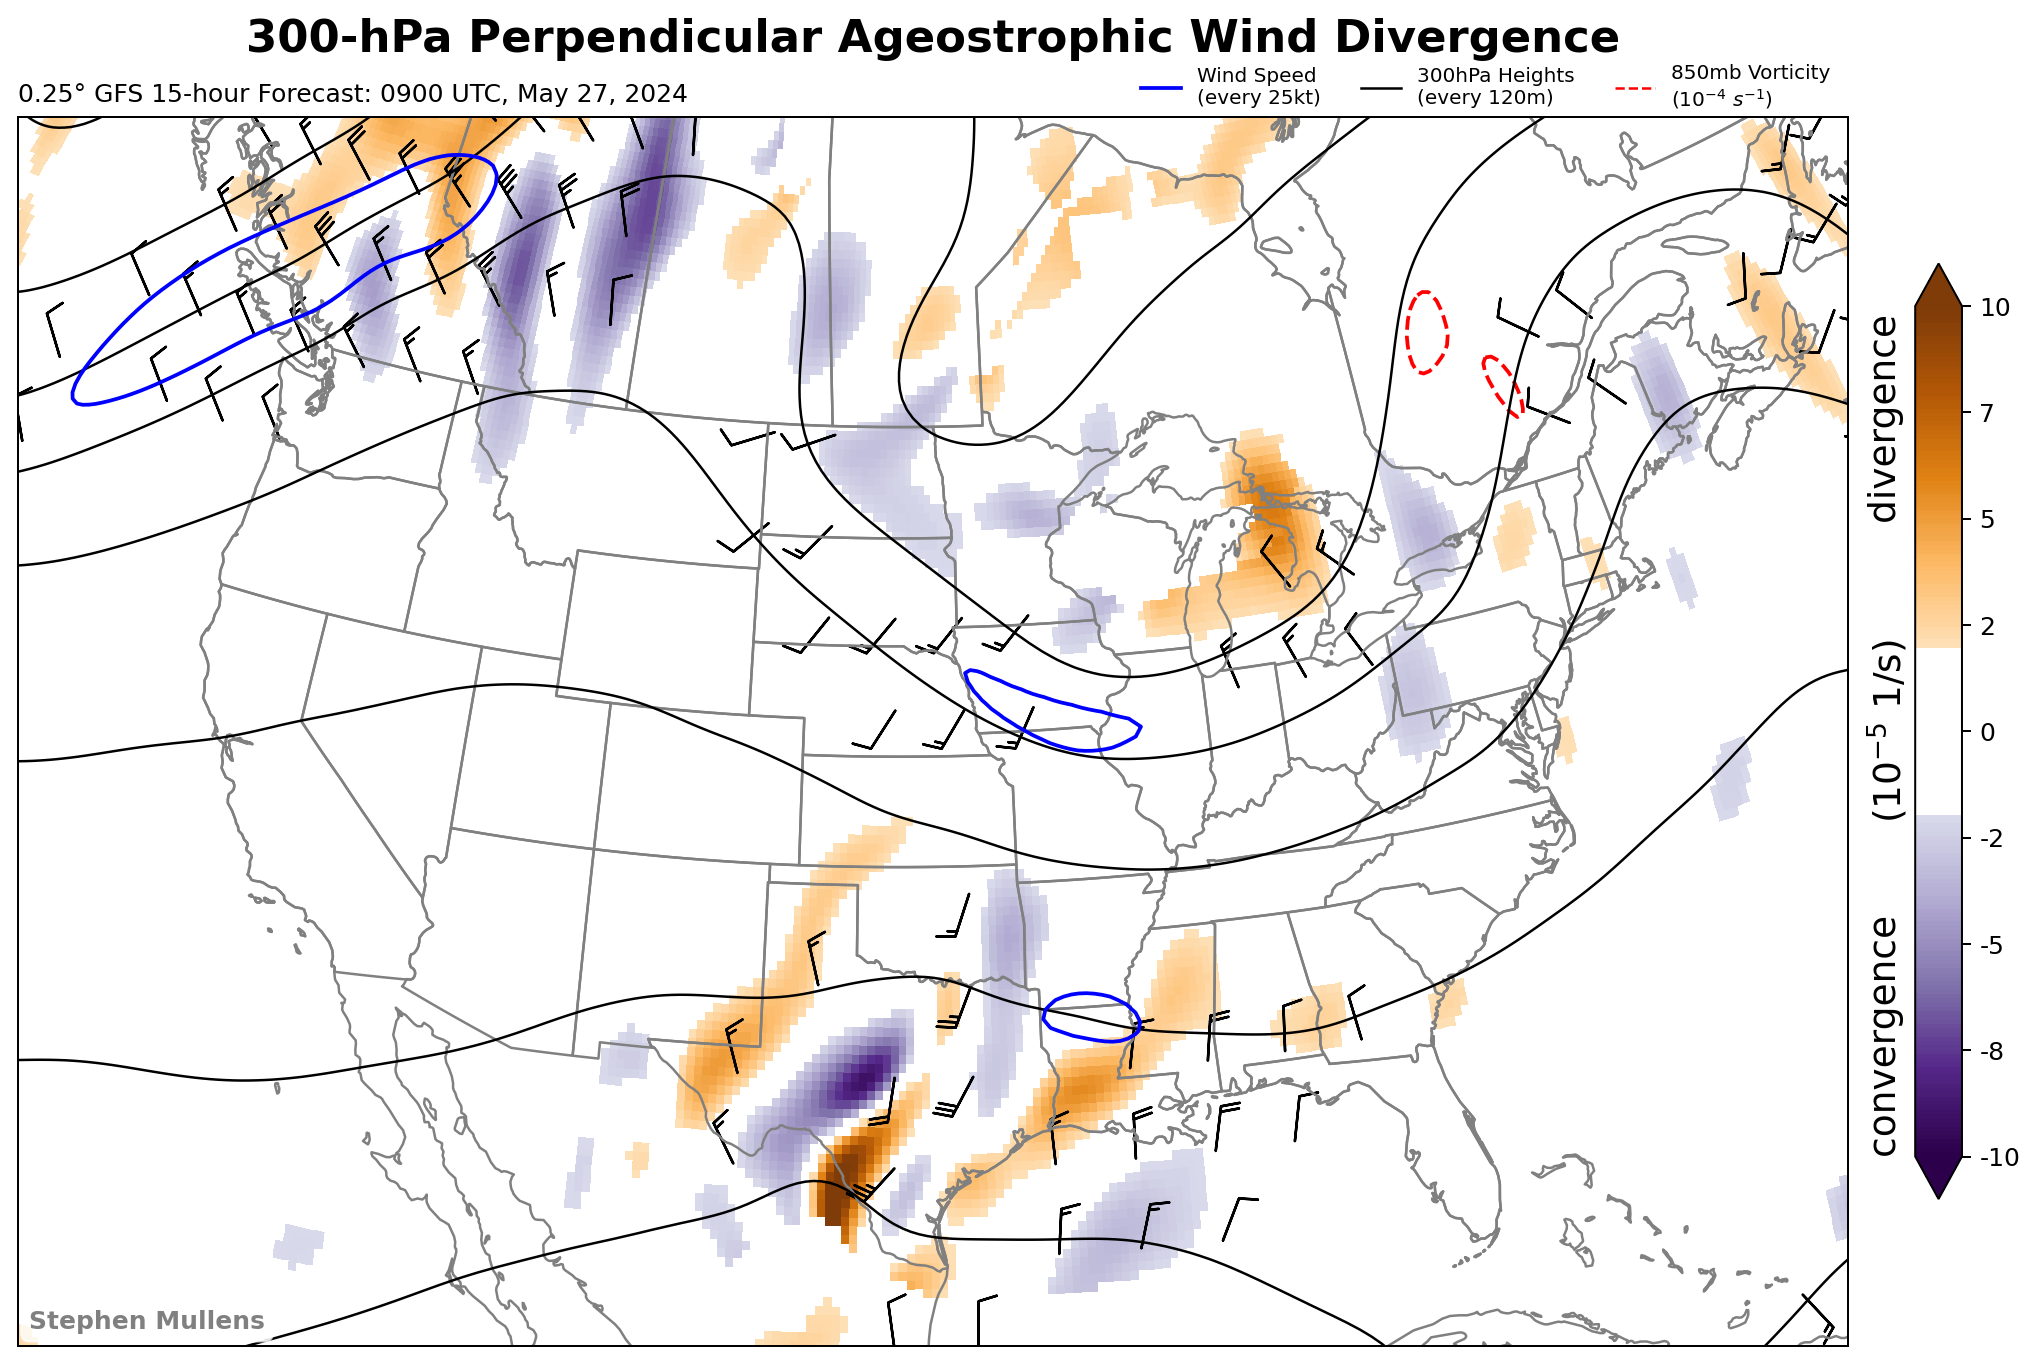 300-hPa Perpendicular Ageostrophic Wind Divergence
0.25° GFS 15-hour Forecast: 0900 UTC, May 27, 2024
Wind Speed
(every 25kt)
300hPa Heights
(every 120m)
850mb Vorticity
(10⁻⁴ s⁻¹)
10
7
5
2
0
-2
-5
-8
-10
convergence (10⁻⁵ 1/s) divergence
Stephen Mullens